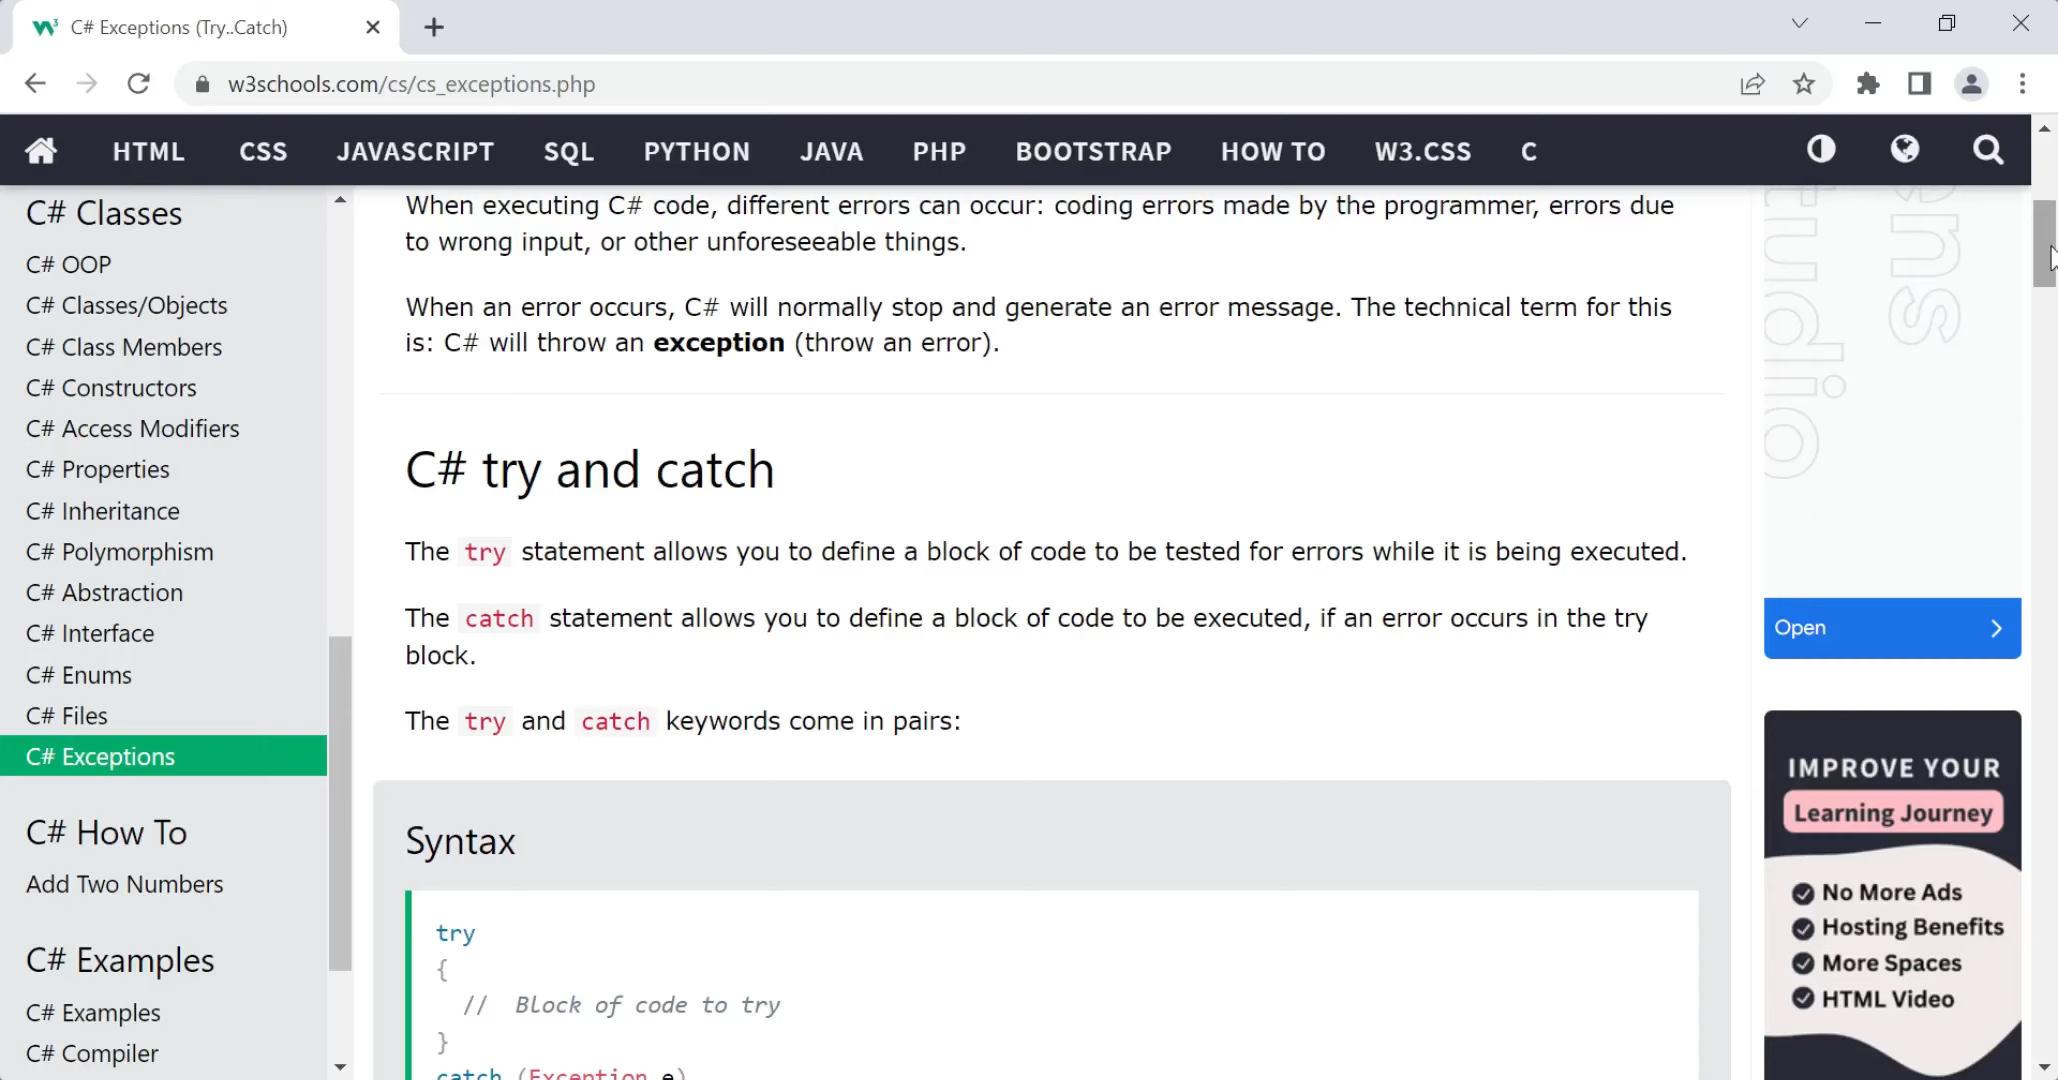 C# Exceptions (Try..Catch)
w3schools.com/cs/cs_exceptions.php
HTML CSS JAVASCRIPT SQL PYTHON JAVA PHP BOOTSTRAP HOW TO W3.CSS C
C# Classes
C# OOP
C# Classes/Objects
C# Class Members
C# Constructors
C# Access Modifiers
C# Properties
C# Inheritance
C# Polymorphism
C# Abstraction
C# Interface
C# Enums
C# Files
C# Exceptions
C# How To
Add Two Numbers
C# Examples
C# Examples
C# Compiler
When executing C# code, different errors can occur: coding errors made by the programmer, errors due
to wrong input, or other unforeseeable things.
When an error occurs, C# will normally stop and generate an error message. The technical term for this
is: C# will throw an exception (throw an error).
C# try and catch
The try statement allows you to define a block of code to be tested for errors while it is being executed.
The catch statement allows you to define a block of code to be executed, if an error occurs in the try
block.
The try and catch keywords come in pairs:
Syntax
try
{
// Block of code to try
}
catch (Exception e)
Open
IMPROVE YOUR
Learning Journey
No More Ads
Hosting Benefits
More Spaces
HTML Video